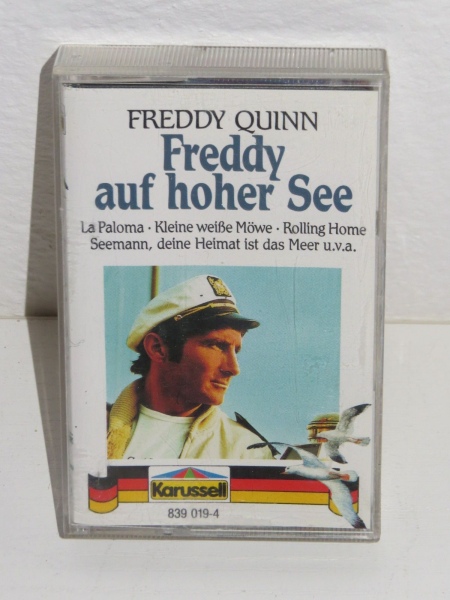 FREDDY QUINN
Freddy
auf hoher See
La Paloma · Kleine weiße Möwe · Rolling Home
Seemann, deine Heimat ist das Meer u.v.a.
Karussell
839 019-4